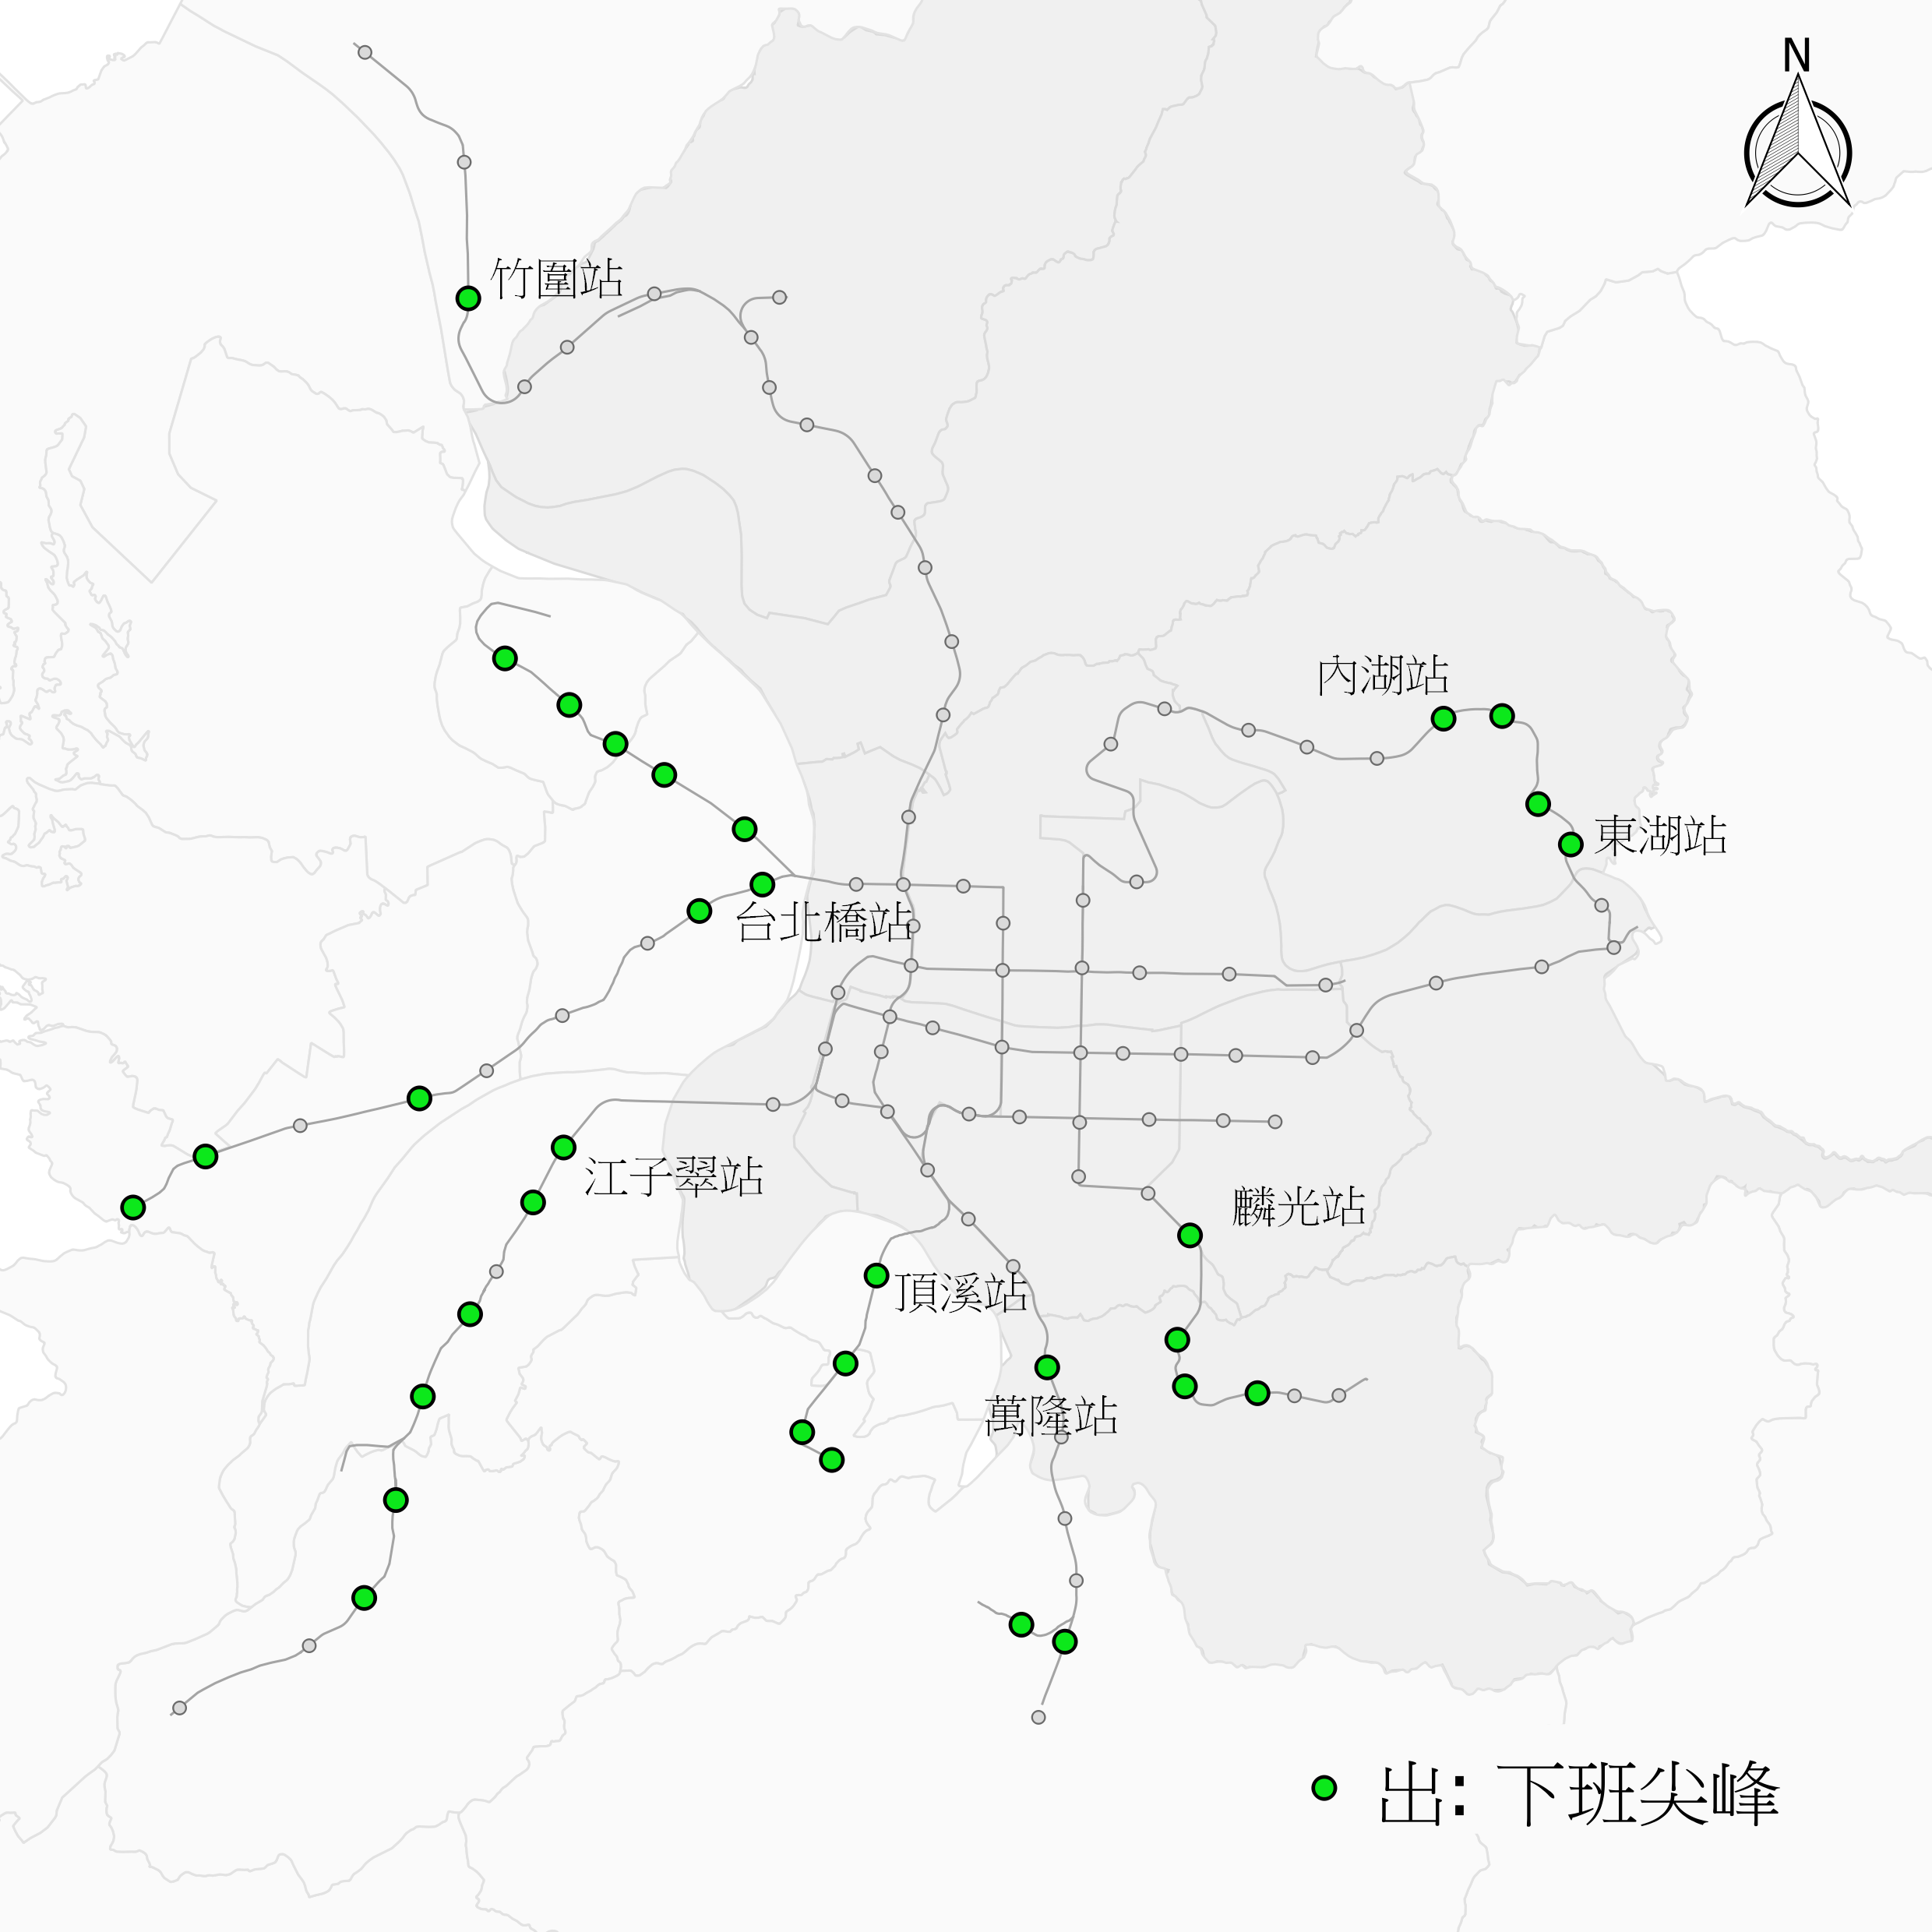 N
竹圍站
內湖站
東湖站
台北橋站
江子翠站
麟光站
頂溪站
萬隆站
出: 下班尖峰